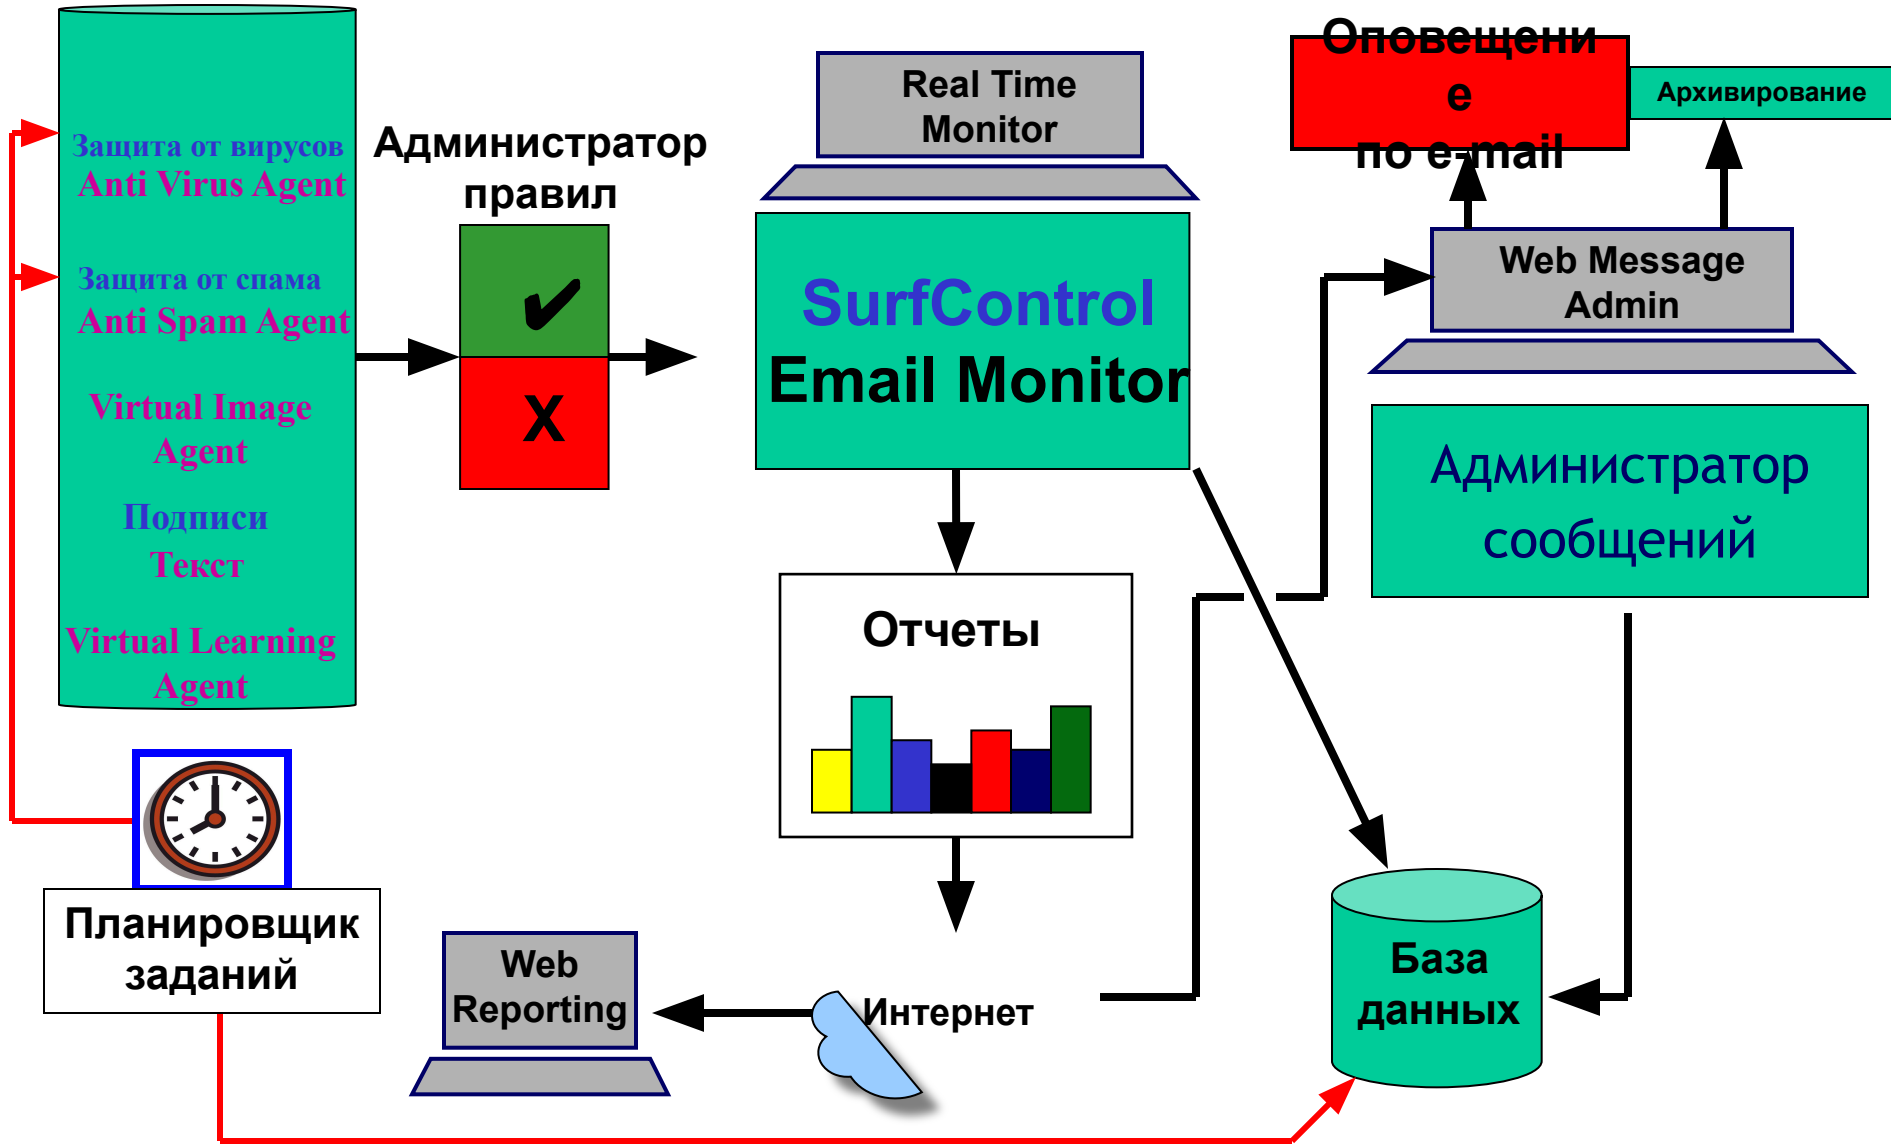 Защита от вирусов
Anti Virus Agent
Защита от спама
Anti Spam Agent
Virtual Image
Agent
Подписи
Текст
Virtual Learning
Agent
Администратор
правил
X
Real Time
Monitor
SurfControl
Email Monitor
Оповещени
е
по e-mail
Архивирование
Web Message
Admin
Администратор
сообщений
Отчеты
Планировщик
заданий
Web
Reporting
Интернет
База
данных